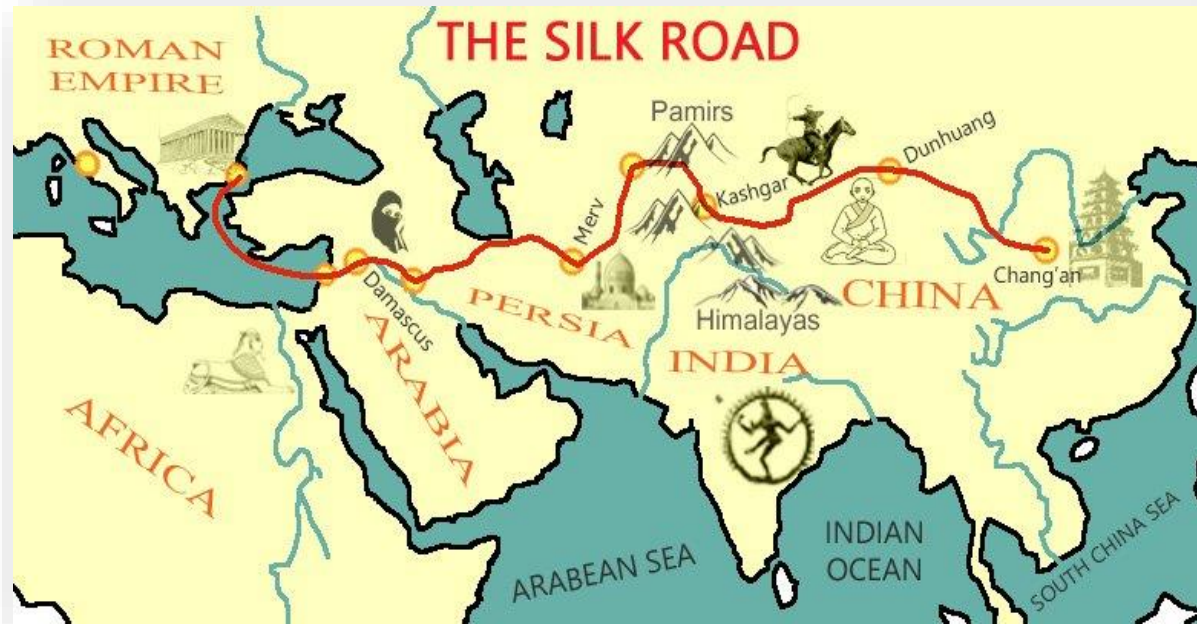 THE SILK ROAD
ROMAN
EMPIRE
Pamirs
Dunhuang
Kashgar
Merv
Damascus
Chang'an
PERSIA
CHINA
Himalayas
INDIA
ARABIA
AFRICA
INDIAN
OCEAN
ARABEAN SEA
SOUTH CHINA SEA